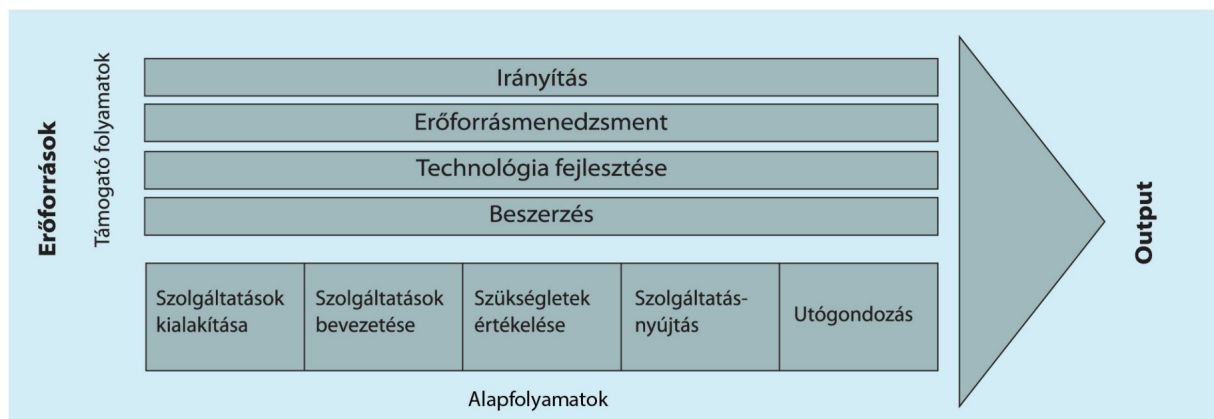 Erőforrások
Támogató folyamatok
Irányítás
Erőforrásmenedzsment
Technológia fejlesztése
Beszerzés
Szolgáltatások
kialakítása
Szolgáltatások
bevezetése
Szükségletek
értékelése
Szolgáltatás-
nyújtás
Utógondozás
Alapfolyamatok
Output